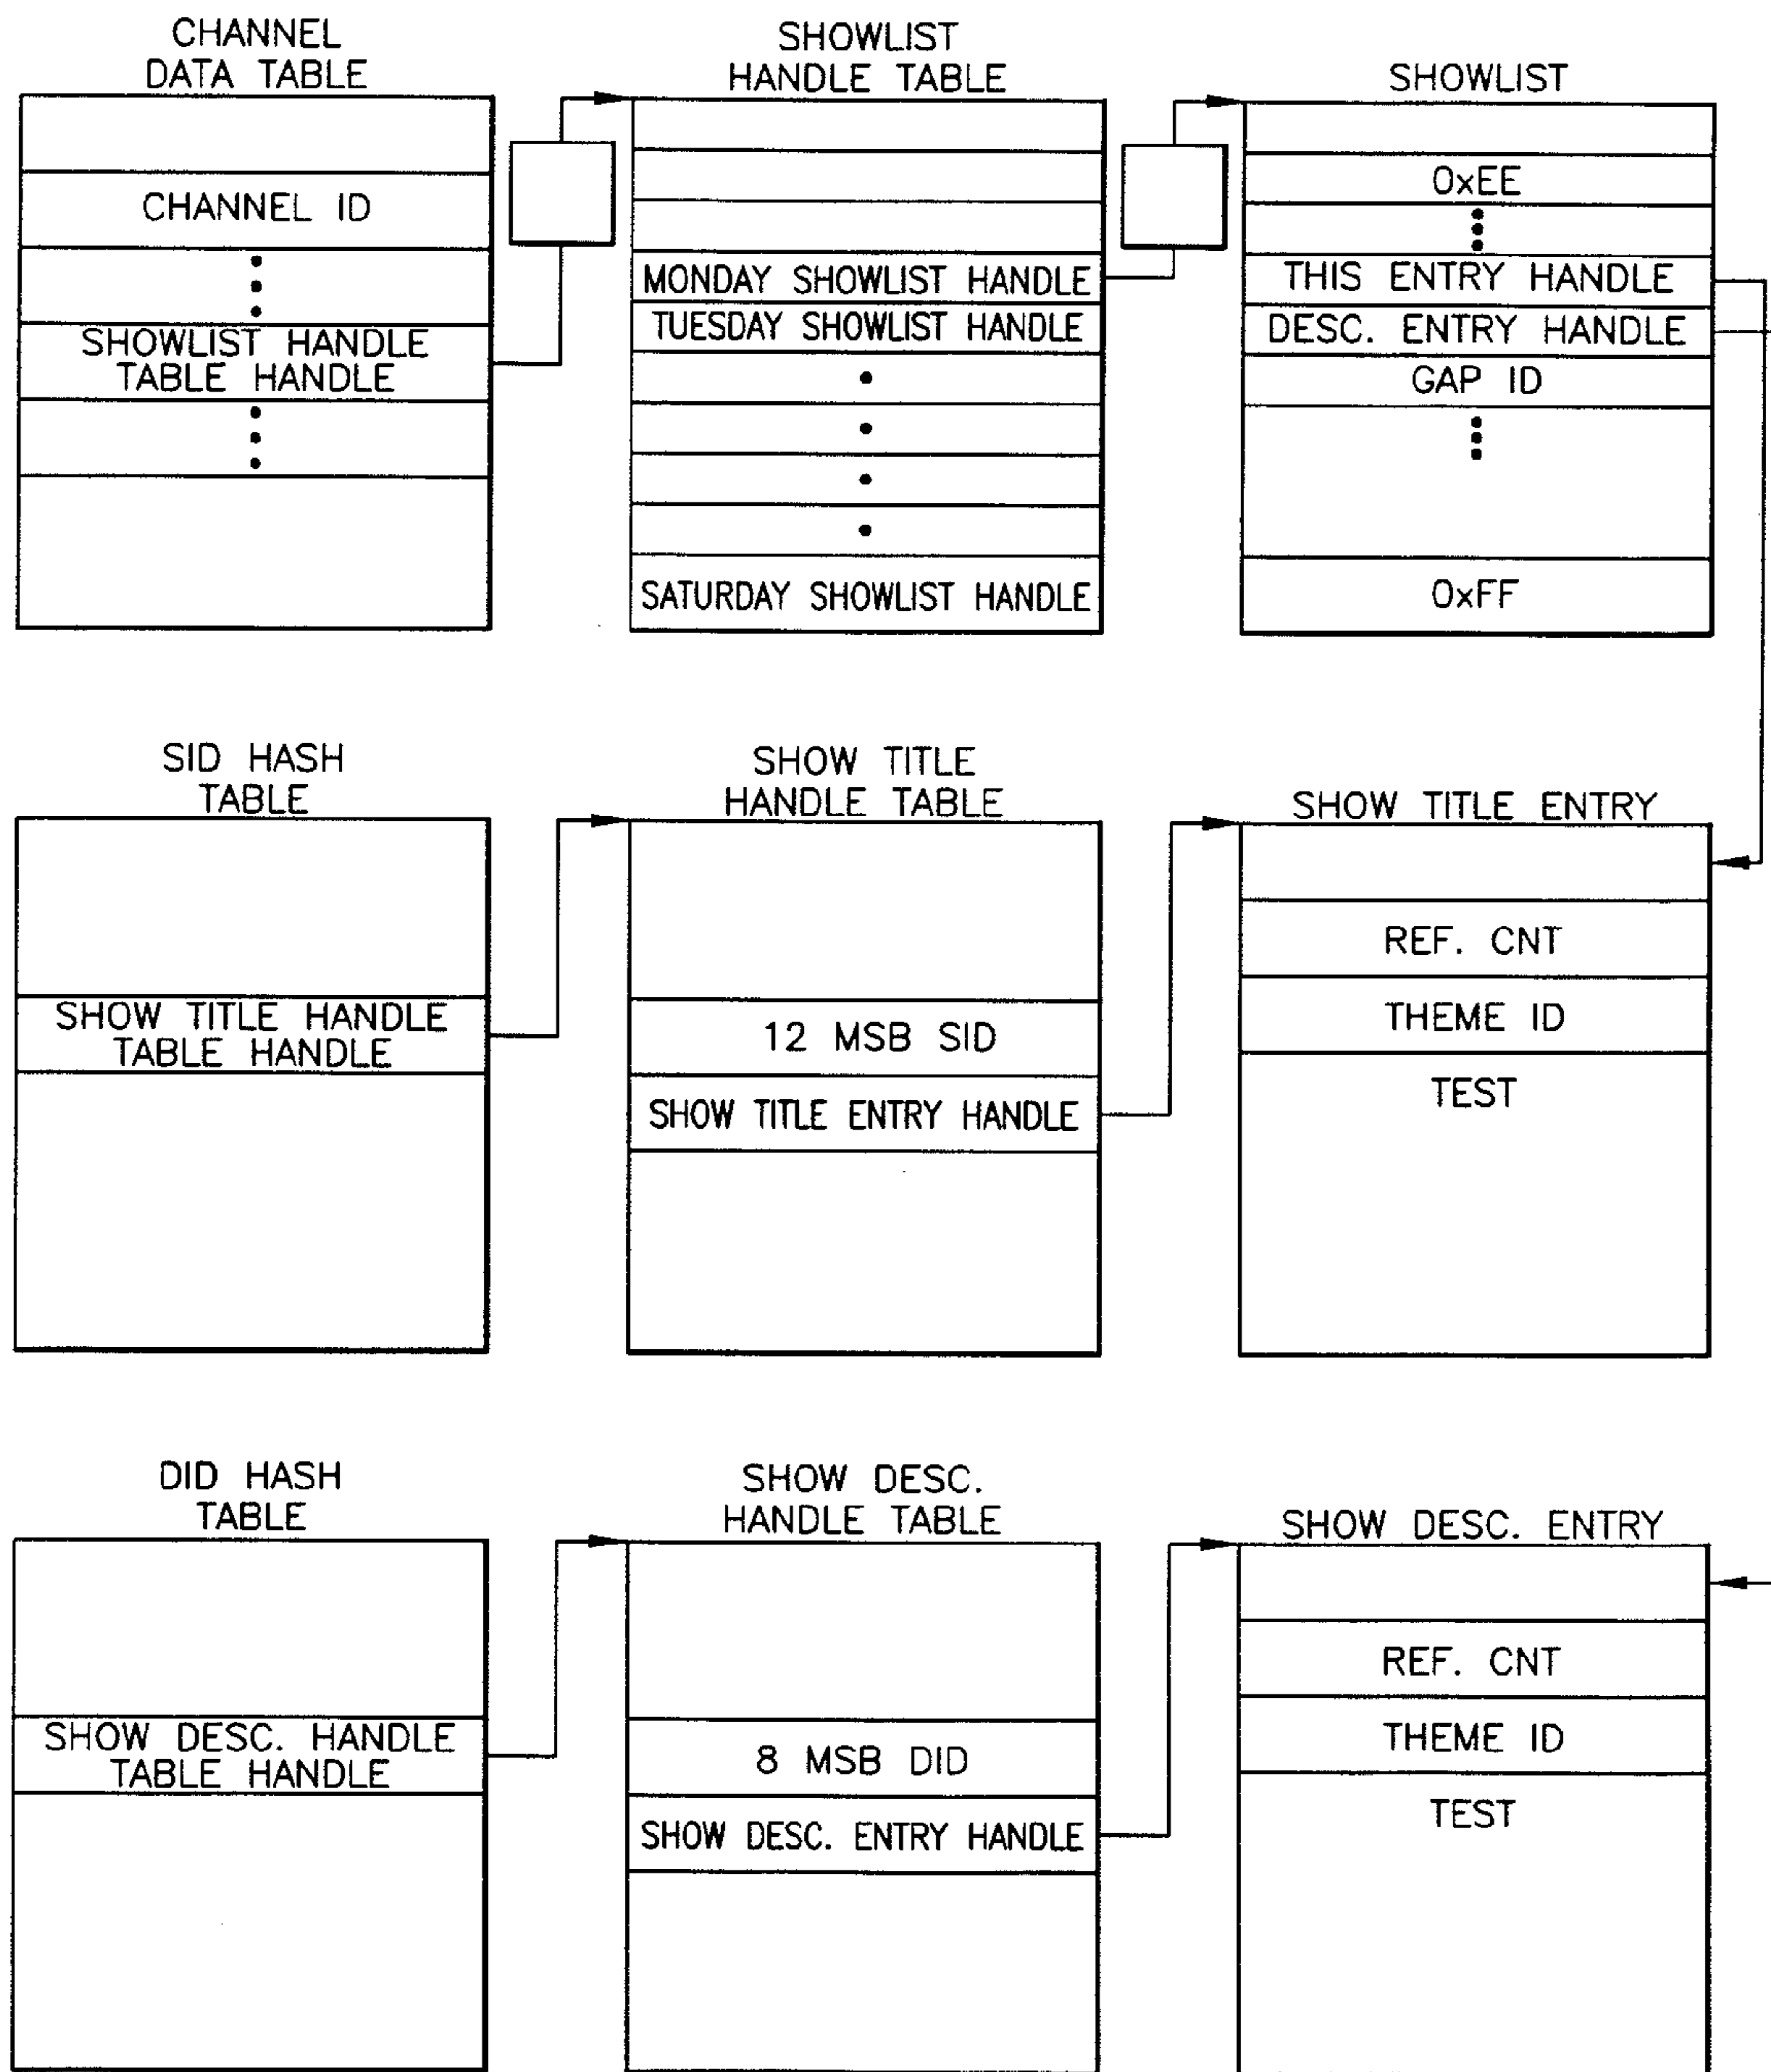 CHANNEL
DATA TABLE
CHANNEL ID
SHOWLIST HANDLE
TABLE HANDLE
SHOWLIST
HANDLE TABLE
MONDAY SHOWLIST HANDLE
TUESDAY SHOWLIST HANDLE
SATURDAY SHOWLIST HANDLE
SHOWLIST
0xEE
THIS ENTRY HANDLE
DESC. ENTRY HANDLE
GAP ID
0xFF
SID HASH
TABLE
SHOW TITLE HANDLE
TABLE HANDLE
SHOW TITLE
HANDLE TABLE
12 MSB SID
SHOW TITLE ENTRY HANDLE
SHOW TITLE ENTRY
REF. CNT
THEME ID
TEST
DID HASH
TABLE
SHOW DESC. HANDLE
TABLE HANDLE
SHOW DESC.
HANDLE TABLE
8 MSB DID
SHOW DESC. ENTRY HANDLE
SHOW DESC. ENTRY
REF. CNT
THEME ID
TEST